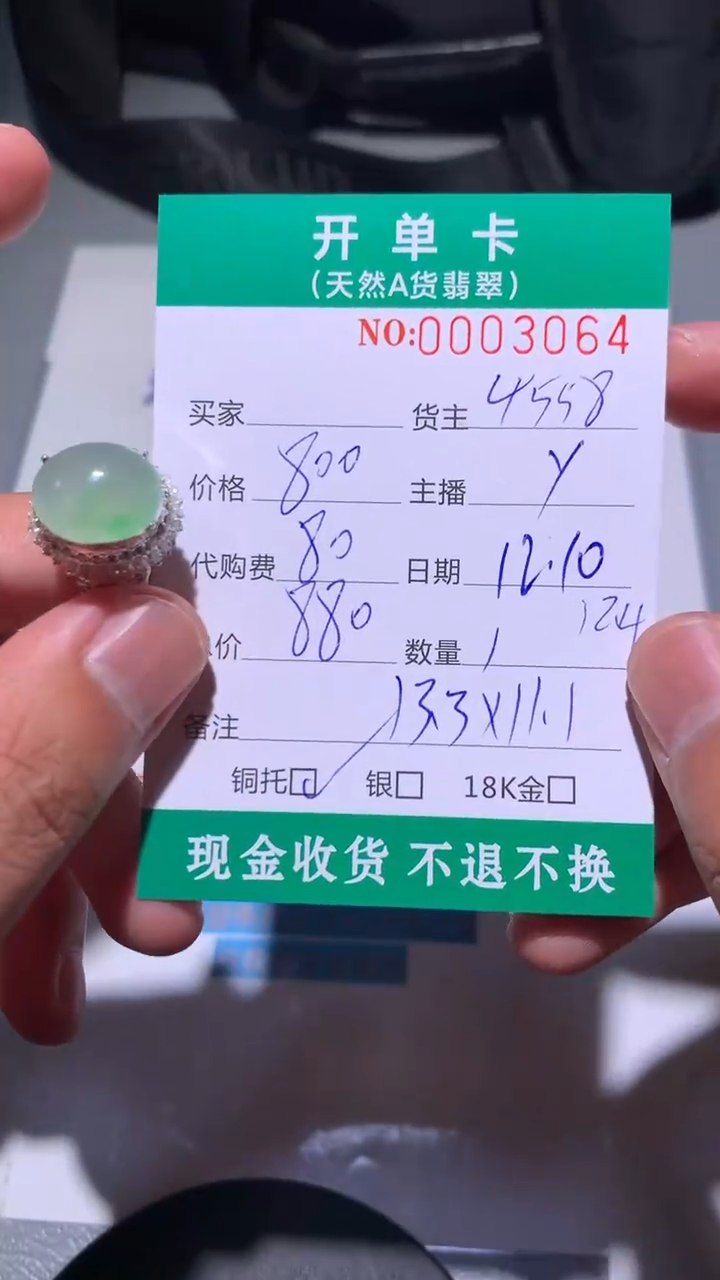 开单卡
(天然A货翡翠)
NO:0003064
买家 货主 4558
价格 800 主播 Y
代购费 80 日期 12.10
价 880 数量 1 124
备注 13.3X11.1
铜托☑ 银□ 18K金□
现金收货 不退不换